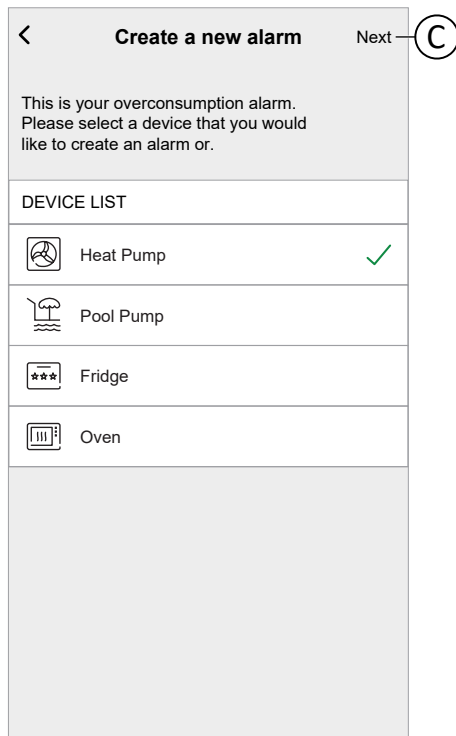 Create a new alarm
Next
C
This is your overconsumption alarm.
Please select a device that you would
like to create an alarm or.
DEVICE LIST
Heat Pump
Pool Pump
Fridge
Oven